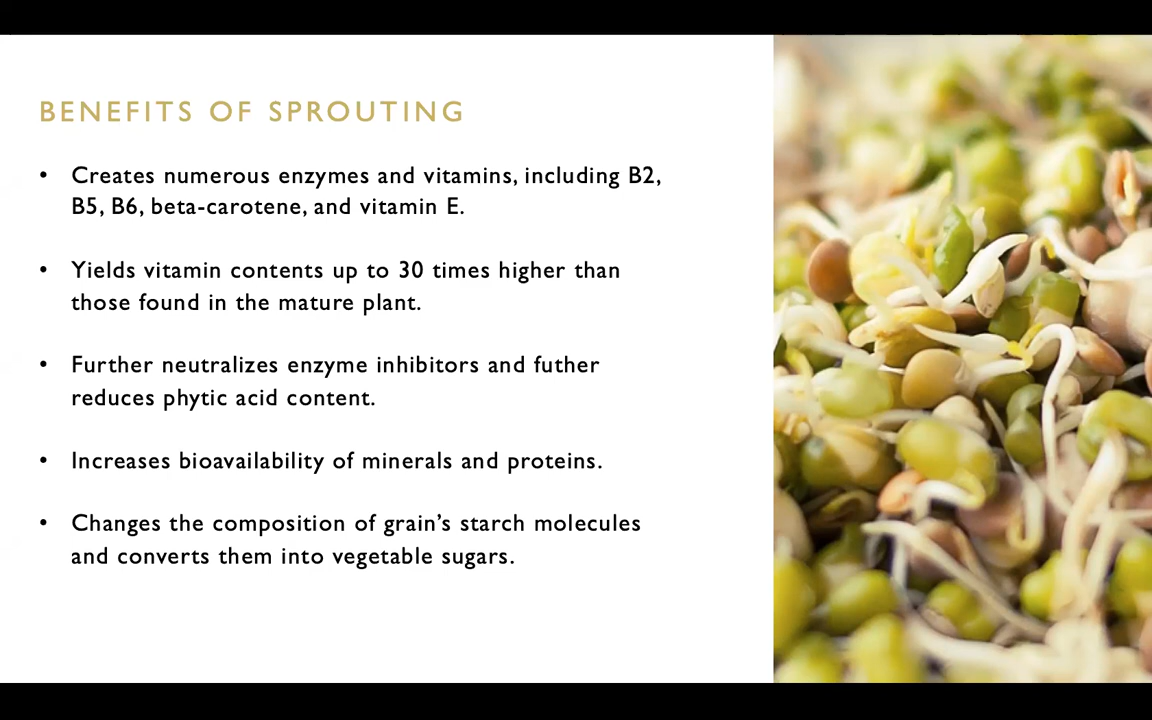 BENEFITS OF SPROUTING
• Creates numerous enzymes and vitamins, including B2,
B5, B6, beta-carotene, and vitamin E.
• Yields vitamin contents up to 30 times higher than
those found in the mature plant.
• Further neutralizes enzyme inhibitors and futher
reduces phytic acid content.
• Increases bioavailability of minerals and proteins.
• Changes the composition of grain’s starch molecules
and converts them into vegetable sugars.